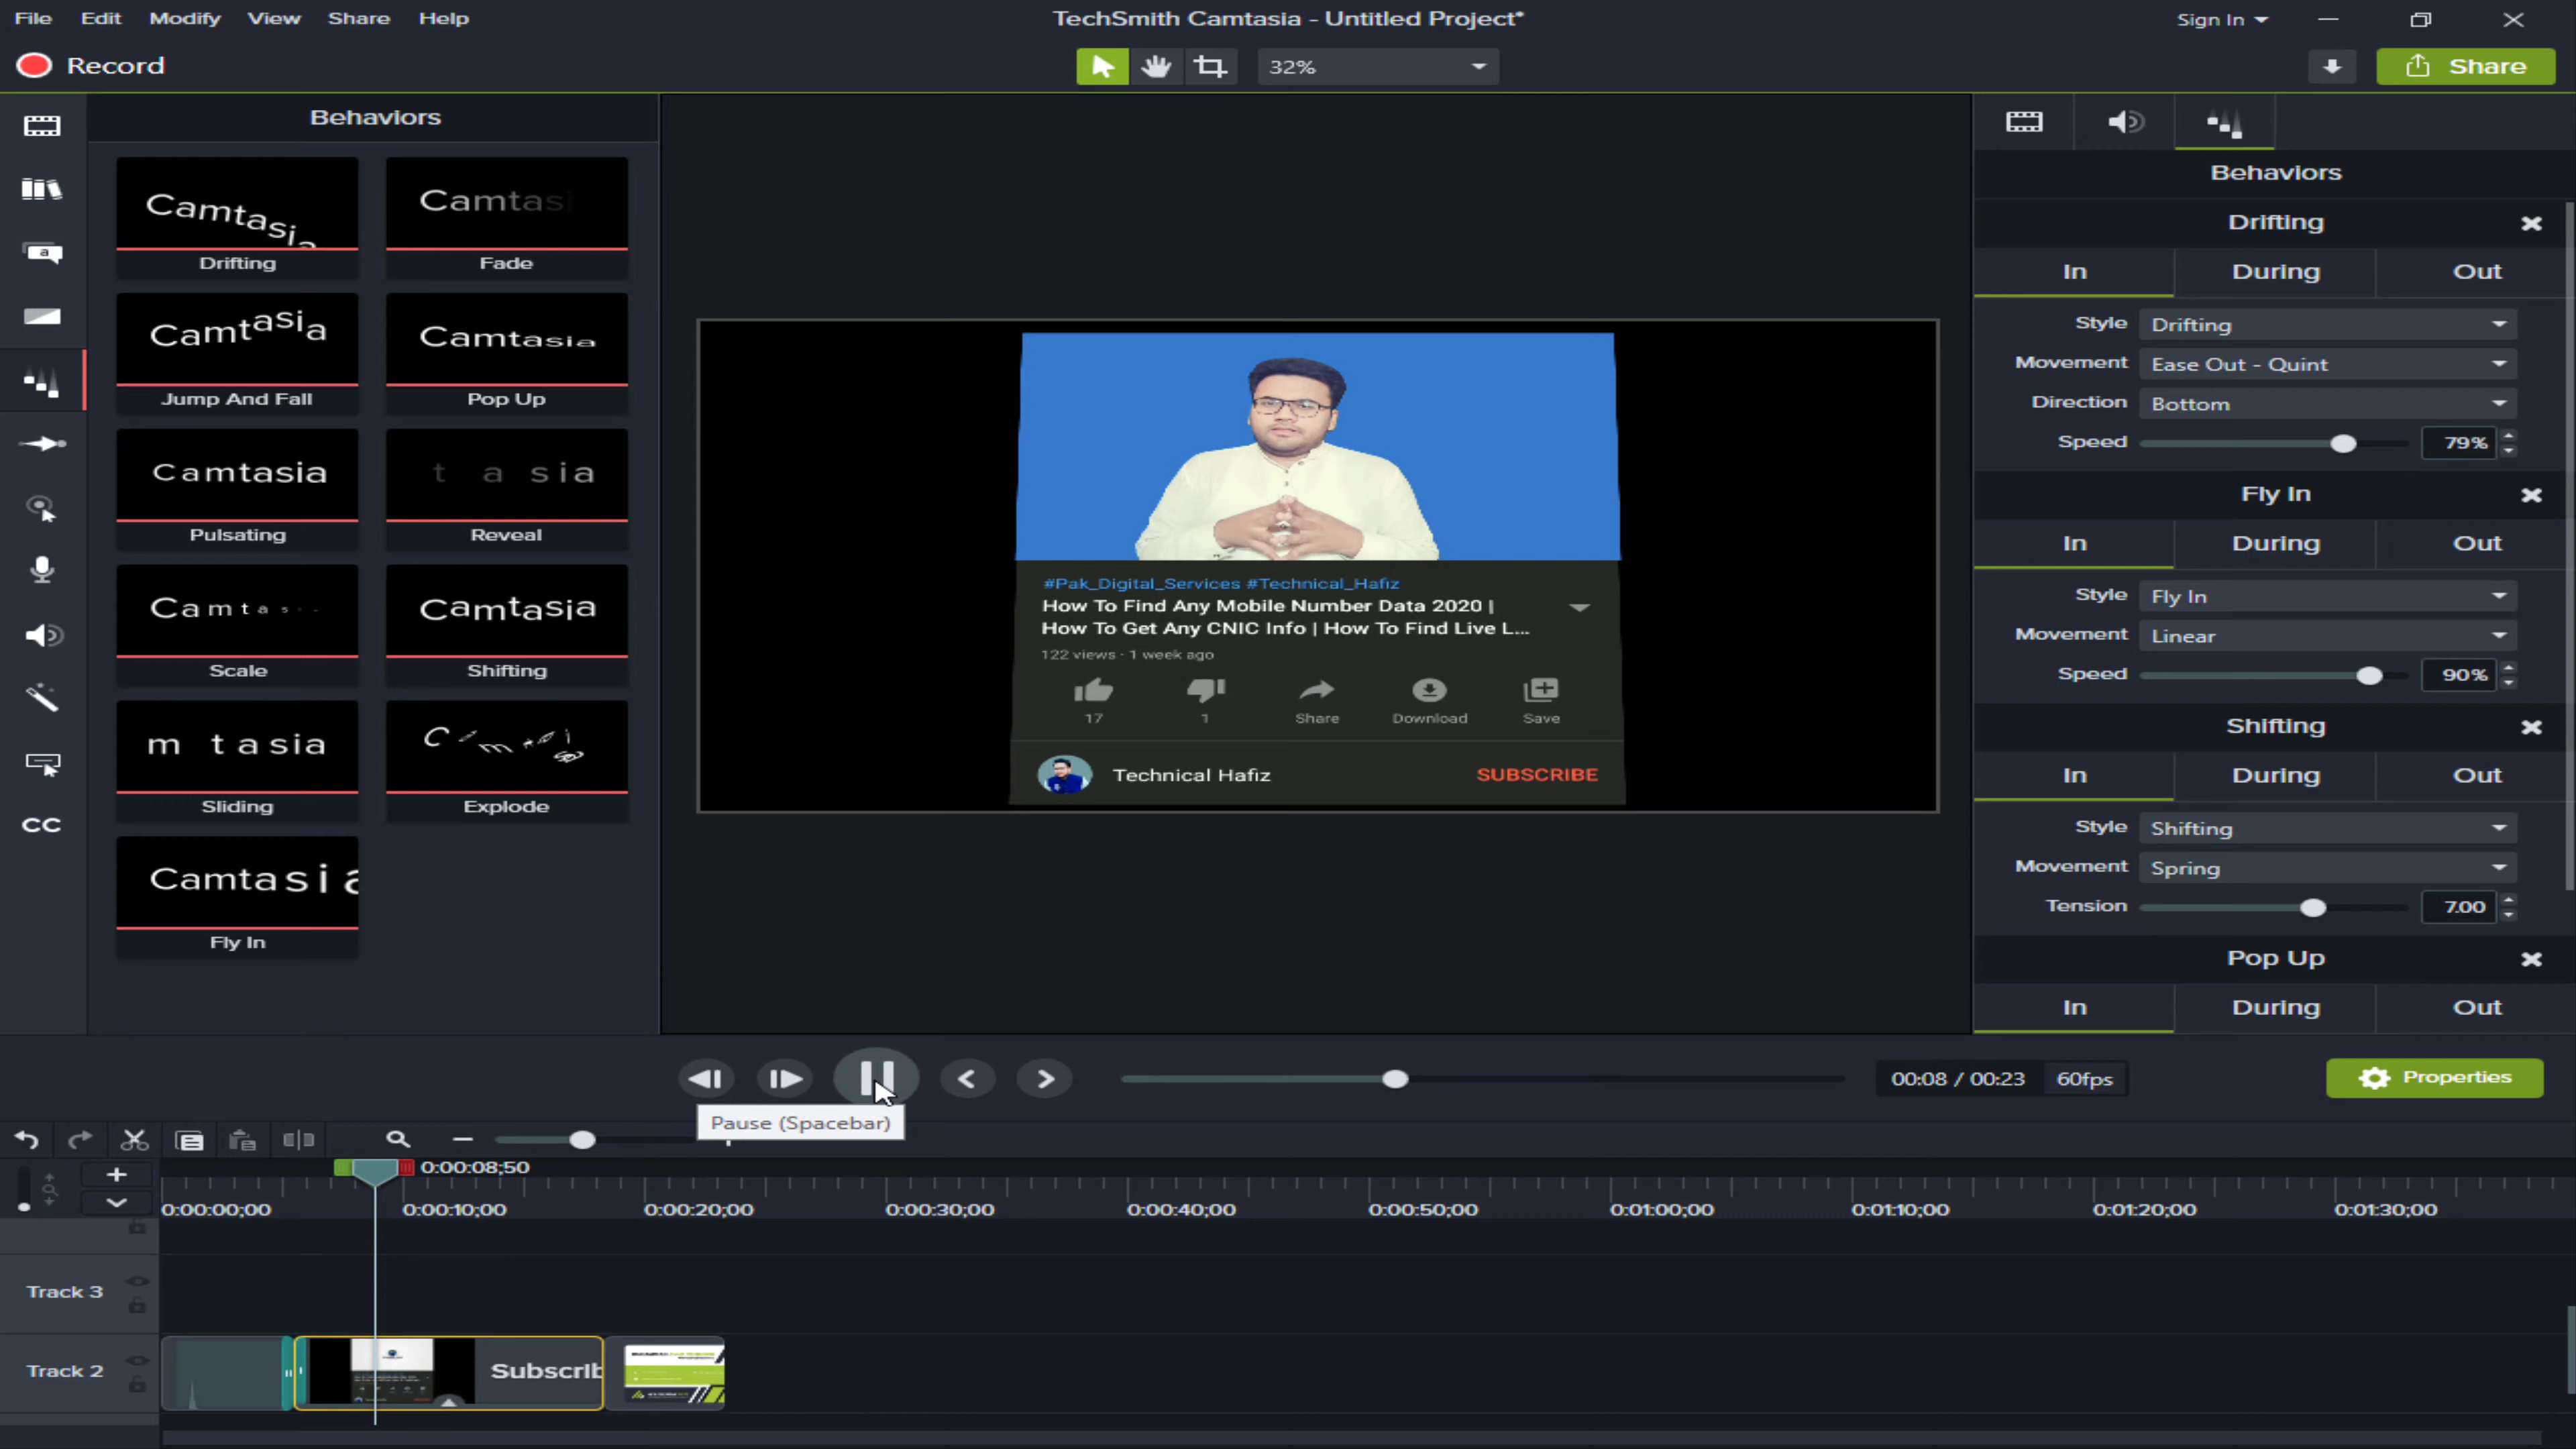 File Edit Modify View Share Help
TechSmith Camtasia - Untitled Project*
Sign In
Record
32%
Share
Behaviors
Camtasia
Drifting
Camtasi
Fade
Camtasia
Jump And Fall
Camtasia
Pop Up
Camtasia
Pulsating
t a sia
Reveal
Camtas
Scale
Camtasia
Shifting
m tasia
Sliding
Explode
Camtasia
Fly In
#Pak_Digital_Services #Technical_Hafiz
How To Find Any Mobile Number Data 2020 |
How To Get Any CNIC Info | How To Find Live L...
122 views · 1 week ago
17 1 Share Download Save
Technical Hafiz SUBSCRIBE
Behaviors
Drifting
In During Out
Style Drifting
Movement Ease Out - Quint
Direction Bottom
Speed 79%
Fly In
In During Out
Style Fly In
Movement Linear
Speed 90%
Shifting
In During Out
Style Shifting
Movement Spring
Tension 7.00
Pop Up
In During Out
00:08 / 00:23 60fps
Properties
Pause (Spacebar)
0:00:08;50
0:00:00;00 0:00:10;00 0:00:20;00 0:00:30;00 0:00:40;00 0:00:50;00 0:01:00;00 0:01:10;00 0:01:20;00 0:01:30;00
Track 3
Track 2
Subscrib
CC
a